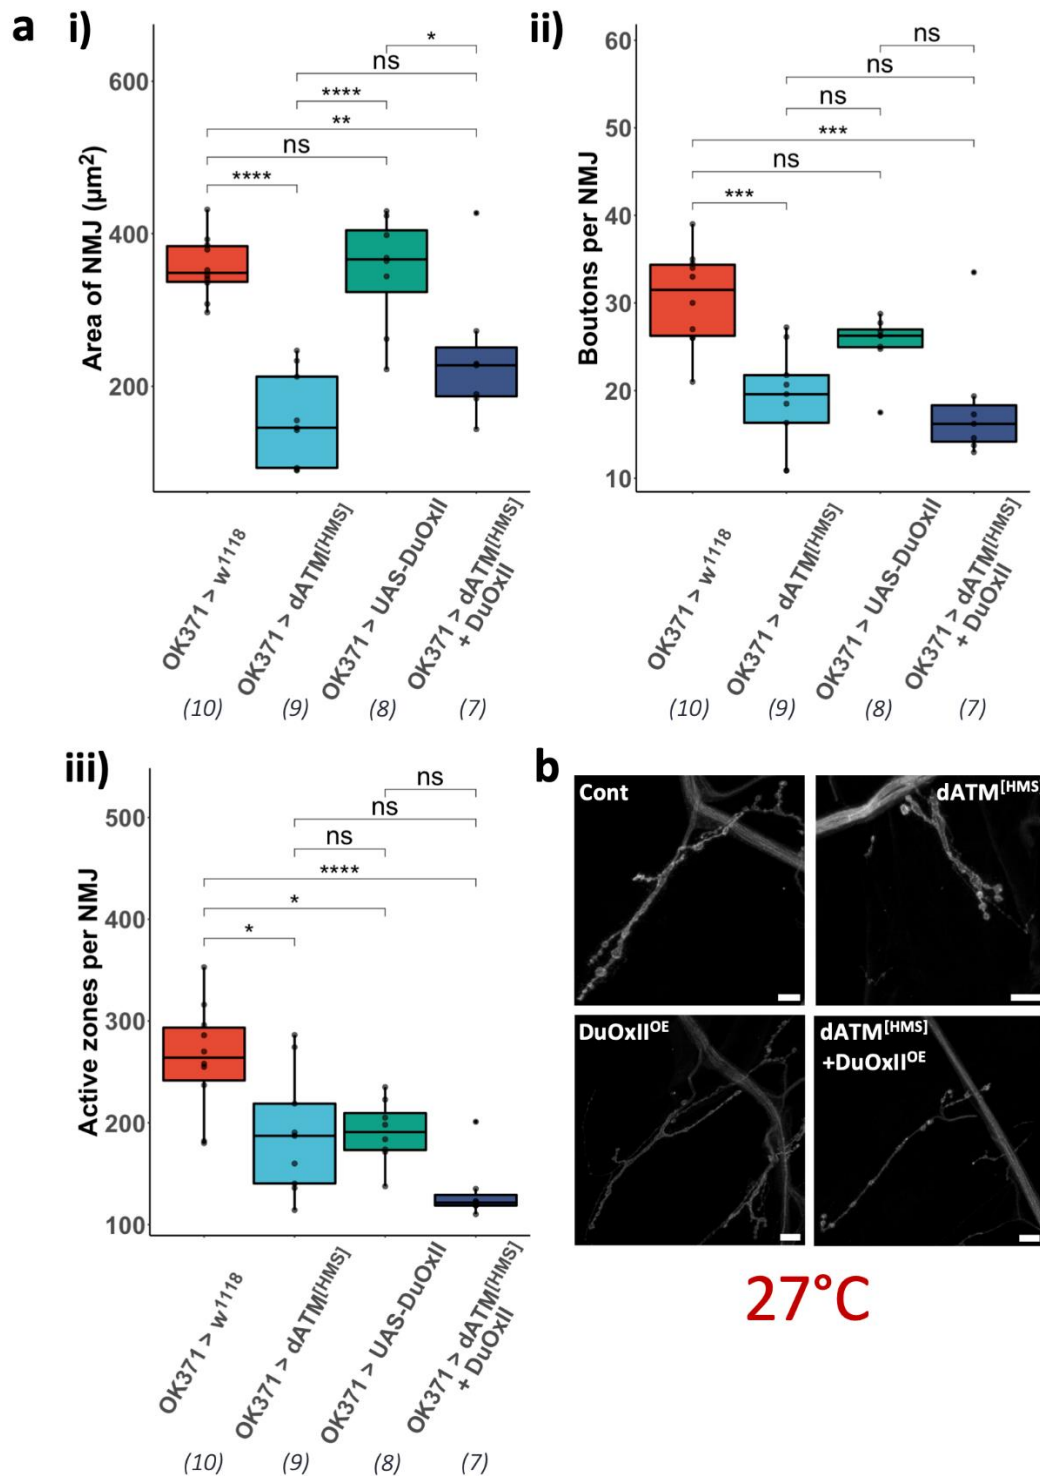 a i)
Area of NMJ (µm²)
600
400
200
*
ns
****
**
ns
****
OK371 > w¹¹¹⁸
OK371 > dATM[HMS]
OK371 > UAS-DuOxII
OK371 > dATM[HMS]
+ DuOxII
(10)
(9)
(8)
(7)
ii)
Boutons per NMJ
60
50
40
30
20
10
ns
ns
ns
***
ns
***
OK371 > w¹¹¹⁸
OK371 > dATM[HMS]
OK371 > UAS-DuOxII
OK371 > dATM[HMS]
+ DuOxII
(10)
(9)
(8)
(7)
iii)
Active zones per NMJ
500
400
300
200
100
ns
ns
ns
****
*
*
OK371 > w¹¹¹⁸
OK371 > dATM[HMS]
OK371 > UAS-DuOxII
OK371 > dATM[HMS]
+ DuOxII
(10)
(9)
(8)
(7)
b
Cont
dATM[HMS]
DuOxIIᴼᴱ
dATM[HMS]
+DuOxIIᴼᴱ
27°C